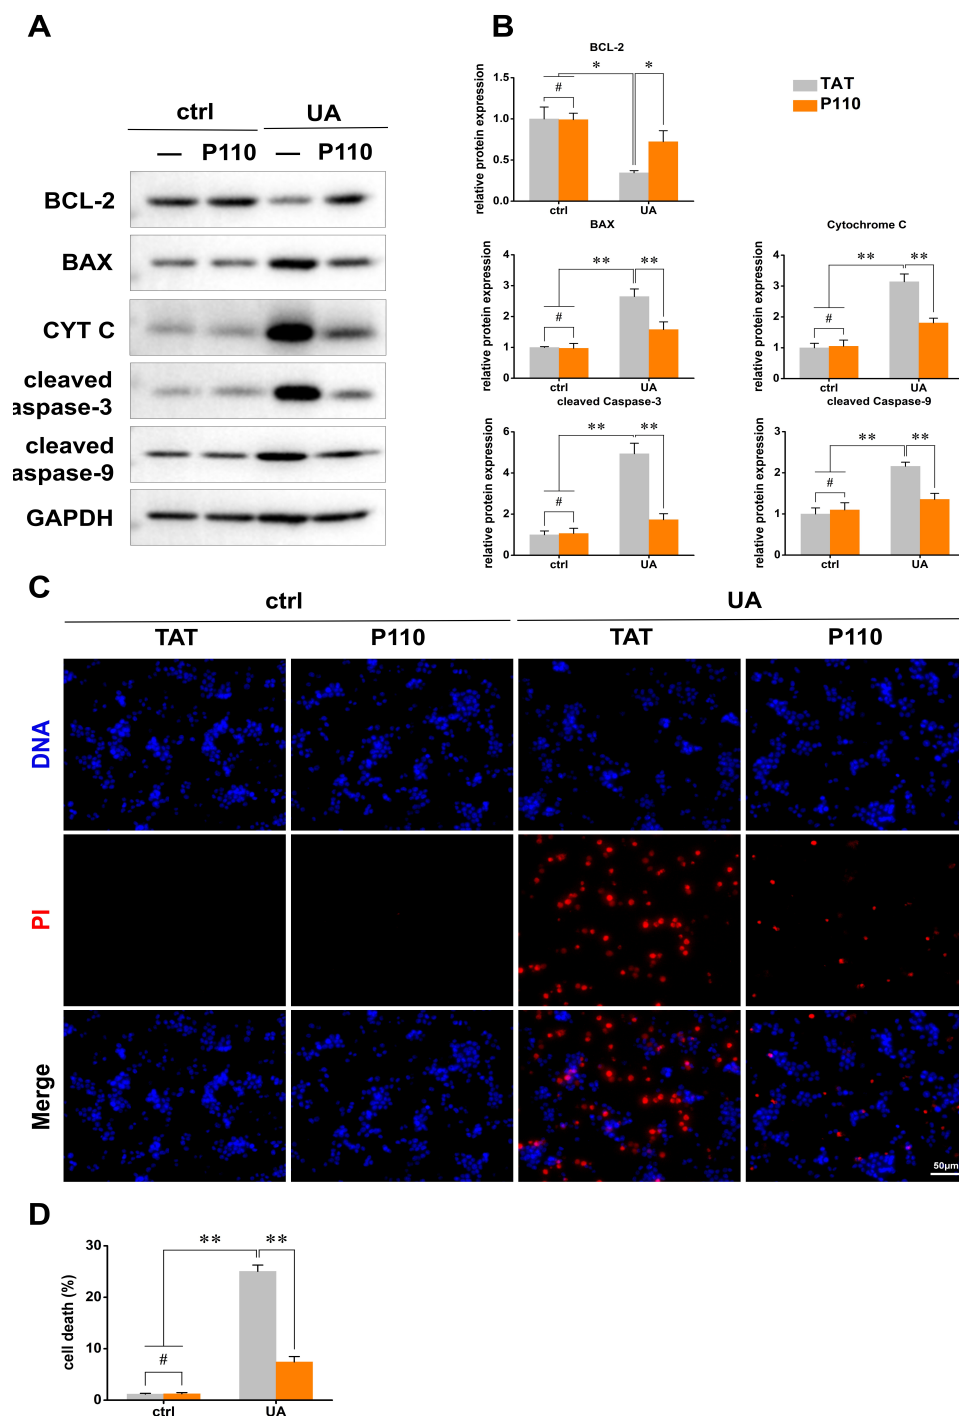 A
ctrl
UA
—
P110
—
P110
BCL-2
BAX
CYT C
cleaved
aspase-3
cleaved
aspase-9
GAPDH
B
BCL-2
relative protein expression
1.5
1.0
0.5
0.0
*
*
#
ctrl
UA
TAT
P110
BAX
relative protein expression
4
3
2
1
0
**
**
#
ctrl
UA
Cytochrome C
relative protein expression
4
3
2
1
0
**
**
#
ctrl
UA
cleaved Caspase-3
relative protein expression
6
4
2
0
**
**
#
ctrl
UA
cleaved Caspase-9
relative protein expression
3
2
1
0
**
**
#
ctrl
UA
C
ctrl
UA
TAT
P110
TAT
P110
DNA
PI
Merge
50μm
D
cell death (%)
30
20
10
0
**
**
#
ctrl
UA